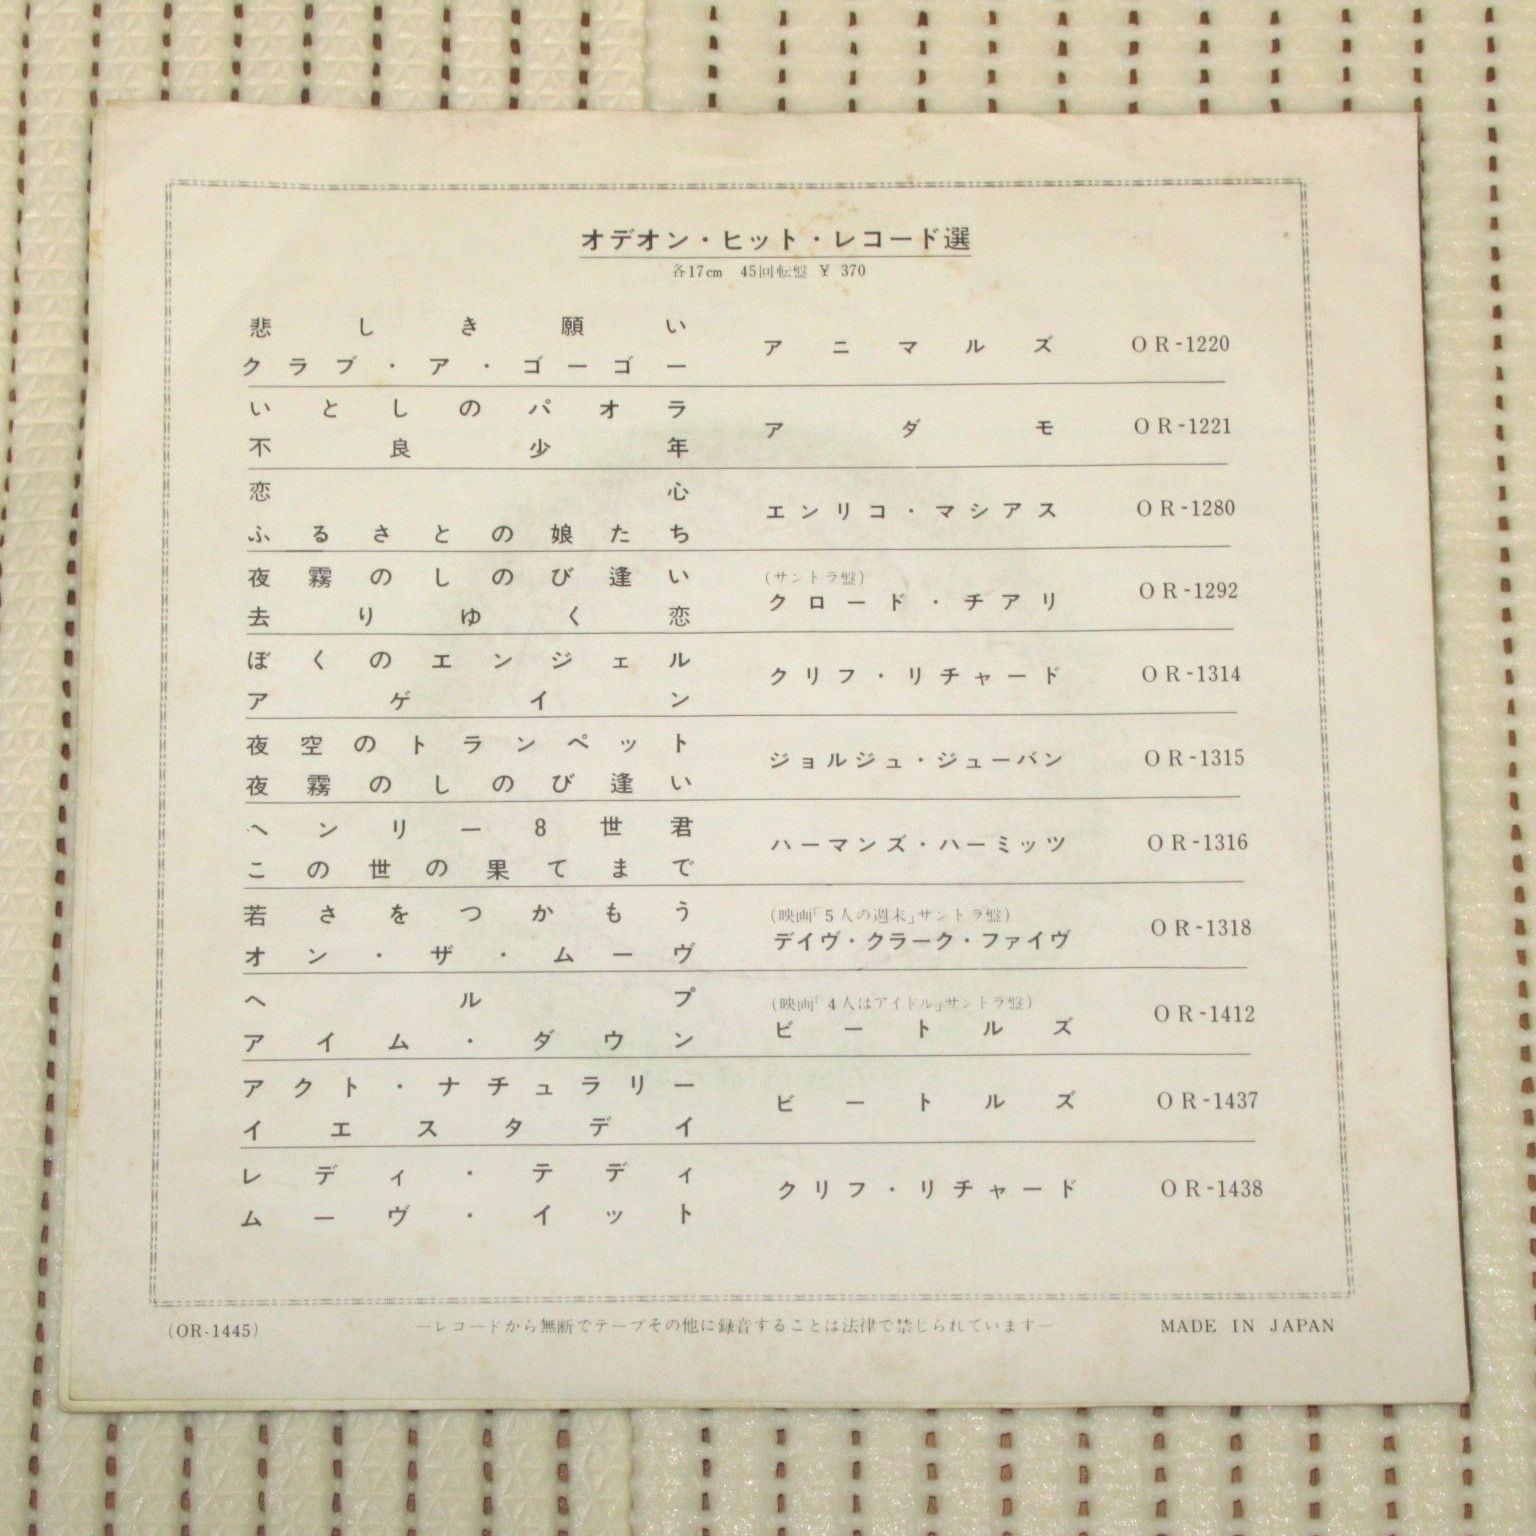 オデオン・ヒット・レコード選
各17cm 45回転盤 ¥ 370
悲しき願い
クラブ・ア・ゴーゴー
アニマルズ OR-1220
いとしのパオラ
不良少年
アダモ OR-1221
恋心
ふるさとの娘たち
エンリコ・マシアス OR-1280
夜霧のしのび逢い
去りゆく恋
(サントラ盤)
クロード・チアリ OR-1292
ぼくのエンジェル
アゲイン
クリフ・リチャード OR-1314
夜空のトランペット
夜霧のしのび逢い
ジョルジュ・ジューバン OR-1315
ヘンリー8世君
この世の果てまで
ハーマンズ・ハーミッツ OR-1316
若さをつかもう
オン・ザ・ムーヴ
(映画「5人の週末」サントラ盤)
デイヴ・クラーク・ファイヴ OR-1318
ヘルプ
アイム・ダウン
(映画「4人はアイドル」サントラ盤)
ビートルズ OR-1412
アクト・ナチュラリー
イエスタデイ
ビートルズ OR-1437
レディ・テディ
ムーヴ・イット
クリフ・リチャード OR-1438
(OR-1445) —レコードから無断でテープその他に録音することは法律で禁じられています— MADE IN JAPAN